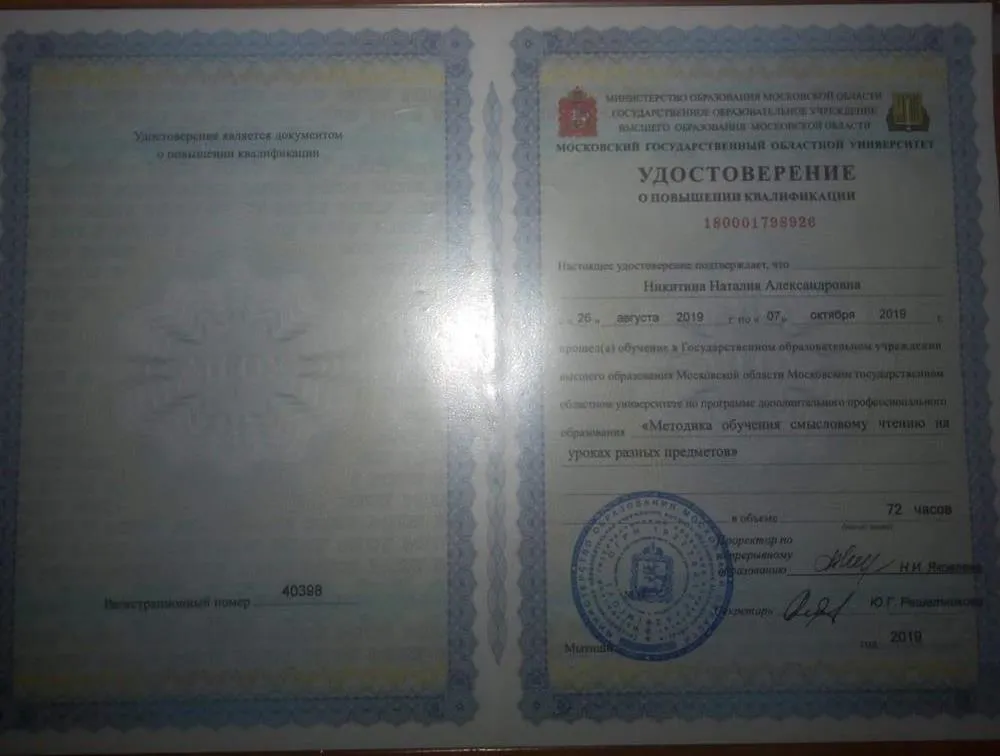 Удостоверения является документом
о повышении квалификации
Регистрационный номер 40398
МИНИСТЕРСТВО ОБРАЗОВАНИЯ МОСКОВСКОЙ ОБЛАСТИ
ГОСУДАРСТВЕННОЕ ОБРАЗОВАТЕЛЬНОЕ УЧРЕЖДЕНИЕ
ВЫСШЕГО ОБРАЗОВАНИЯ МОСКОВСКОЙ ОБЛАСТИ
МОСКОВСКИЙ ГОСУДАРСТВЕННЫЙ ОБЛАСТНОЙ УНИВЕРСИТЕТ
УДОСТОВЕРЕНИЕ
О ПОВЫШЕНИИ КВАЛИФИКАЦИИ
180001798926
Настоящее удостоверение подтверждает, что
Никитина Наталия Александровна
« 26 » августа 2019 г. по « 07 » октября 2019 г.
прошел(а) обучение в Государственном образовательном учреждении
высшего образования Московской области Московском государственном
областном университете по программе дополнительного профессионального
образования «Методика обучения смысловому чтению на
уроках разных предметов»
в объеме 72 часов
Проректор по
непрерывному
образованию Н.И. Яковлева
Секретарь Ю.Г.
Мытищи год 2019